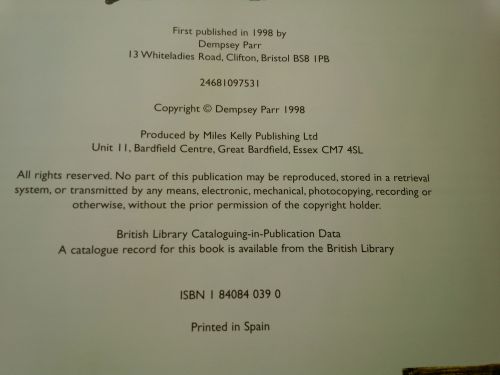 First published in 1998 by
Dempsey Parr
13 Whiteladies Road, Clifton, Bristol BS8 1PB
24681097531
Copyright © Dempsey Parr 1998
Produced by Miles Kelly Publishing Ltd
Unit 11, Bardfield Centre, Great Bardfield, Essex CM7 4SL
All rights reserved. No part of this publication may be reproduced, stored in a retrieval
system, or transmitted by any means, electronic, mechanical, photocopying, recording or
otherwise, without the prior permission of the copyright holder.
British Library Cataloguing-in-Publication Data
A catalogue record for this book is available from the British Library
ISBN 1 84084 039 0
Printed in Spain